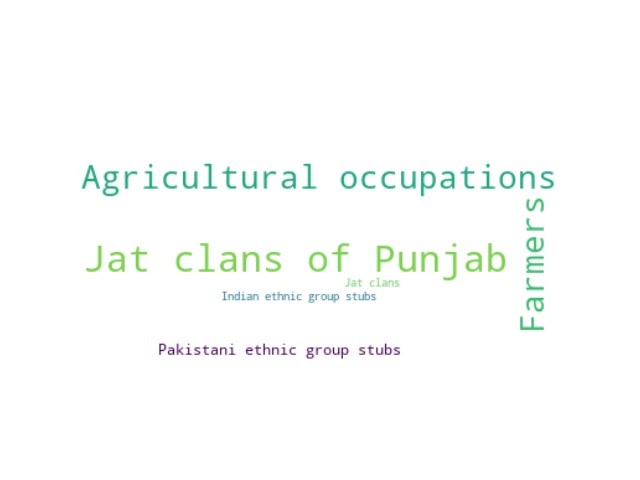 Agricultural occupations
Farmers
Jat clans of Punjab
Jat clans
Indian ethnic group stubs
Pakistani ethnic group stubs